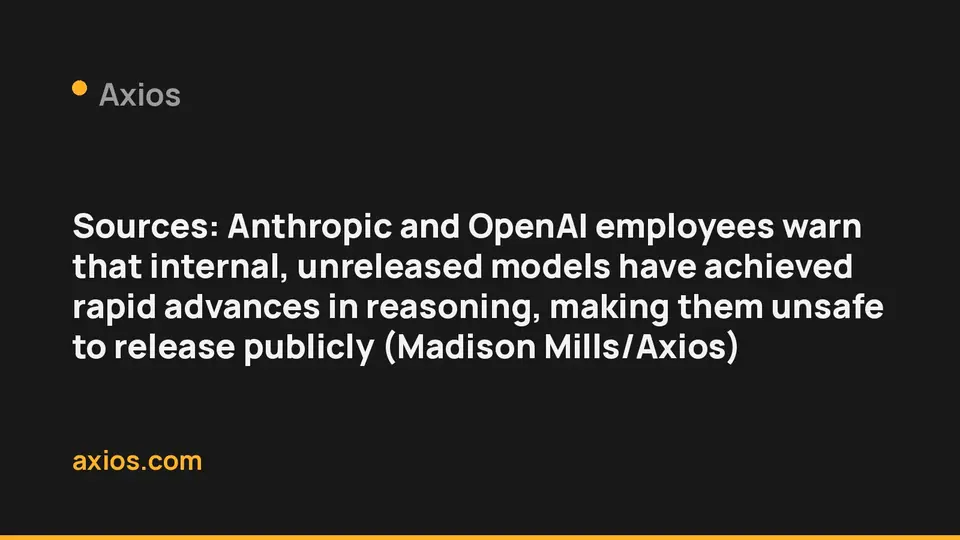 Axios
Sources: Anthropic and OpenAI employees warn
that internal, unreleased models have achieved
rapid advances in reasoning, making them unsafe
to release publicly (Madison Mills/Axios)
axios.com